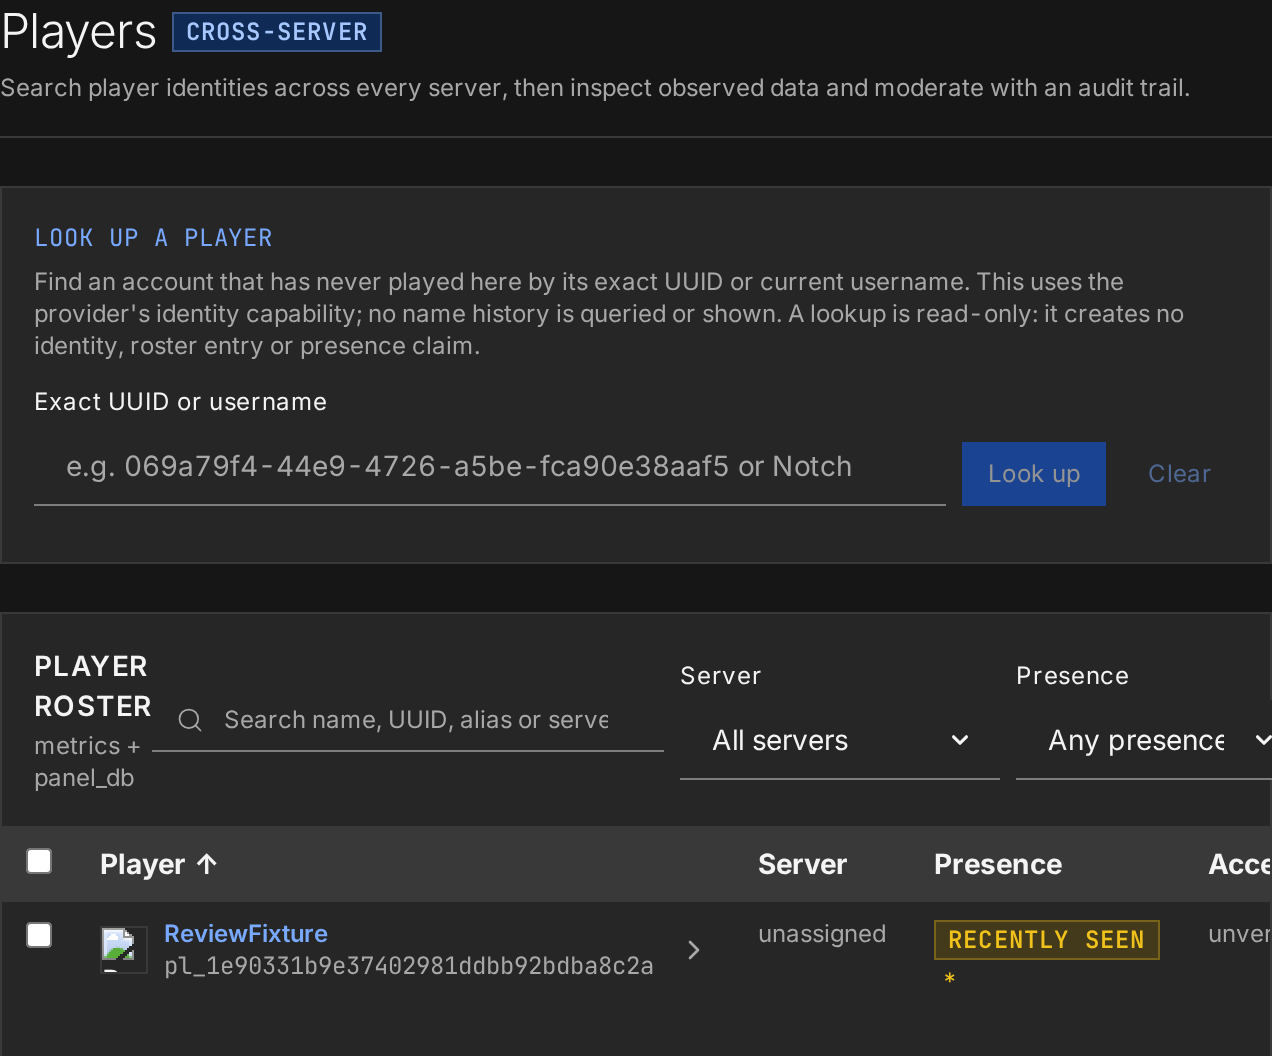 Players CROSS-SERVER
Search player identities across every server, then inspect observed data and moderate with an audit trail.
LOOK UP A PLAYER
Find an account that has never played here by its exact UUID or current username. This uses the
provider's identity capability; no name history is queried or shown. A lookup is read-only: it creates no
identity, roster entry or presence claim.
Exact UUID or username
e.g. 069a79f4-44e9-4726-a5be-fca90e38aaf5 or Notch
Look up
Clear
PLAYER
ROSTER
metrics +
panel_db
Search name, UUID, alias or serve
Server
All servers
Presence
Any presence
Player ↑ Server Presence Acce
ReviewFixture unassigned RECENTLY SEEN unver
pl_1e90331b9e37402981ddbb92bdba8c2a
*